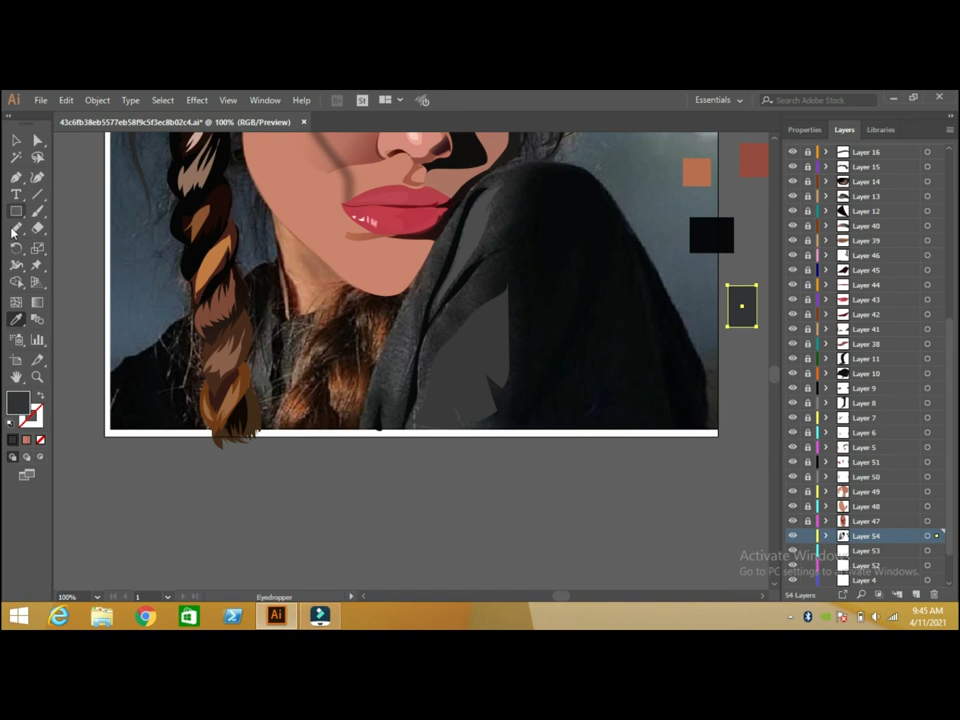 Ai File Edit Object Type Select Effect View Window Help Br St Essentials Search Adobe Stock
43c6fb38eb5577eb58f9c5f3ec8b02c4.ai* @ 100% (RGB/Preview) ×
Properties Layers Libraries
Layer 16
Layer 15
Layer 14
Layer 13
Layer 12
Layer 40
Layer 39
Layer 46
Layer 45
Layer 44
Layer 43
Layer 42
Layer 41
Layer 38
Layer 11
Layer 10
Layer 9
Layer 8
Layer 7
Layer 6
Layer 5
Layer 51
Layer 50
Layer 49
Layer 48
Layer 47
Layer 54
Layer 53
Layer 52
Layer 4
Activate Windows
Go to PC settings to activate Windows.
100% 1 Eyedropper 54 Layers
Ai
9:45 AM
4/11/2021